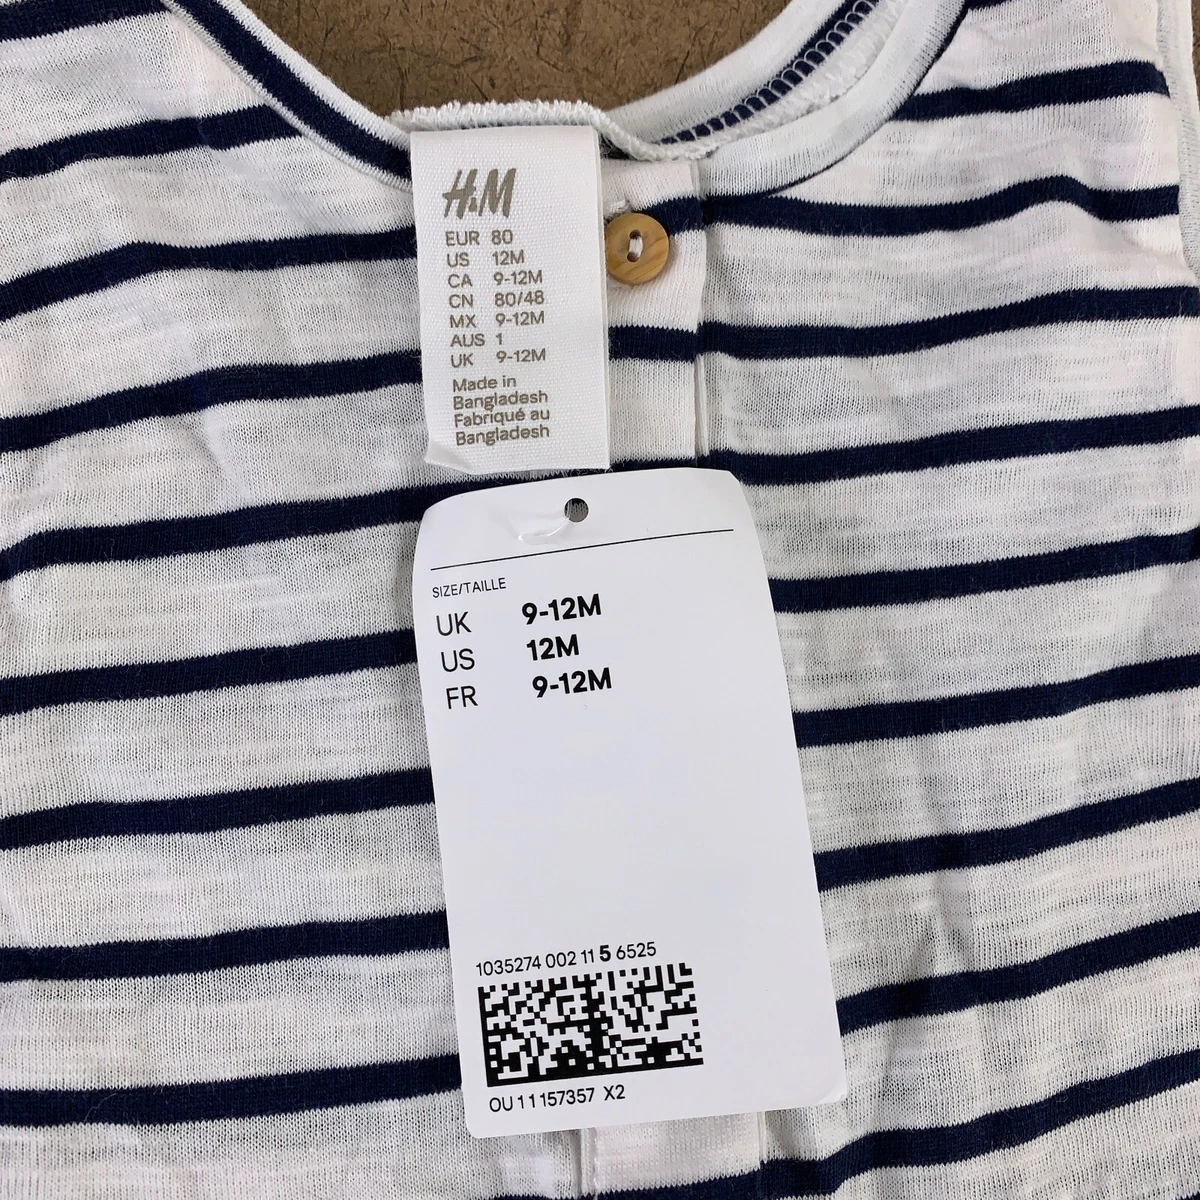 H&M
EUR 80
US 12M
CA 9-12M
CN 80/48
MX 9-12M
AUS 1
UK 9-12M
Made in
Bangladesh
Fabriqué au
Bangladesh
SIZE/TAILLE
UK 9-12M
US 12M
FR 9-12M
1035274 002 11 5 6525
OU 11157357 X2